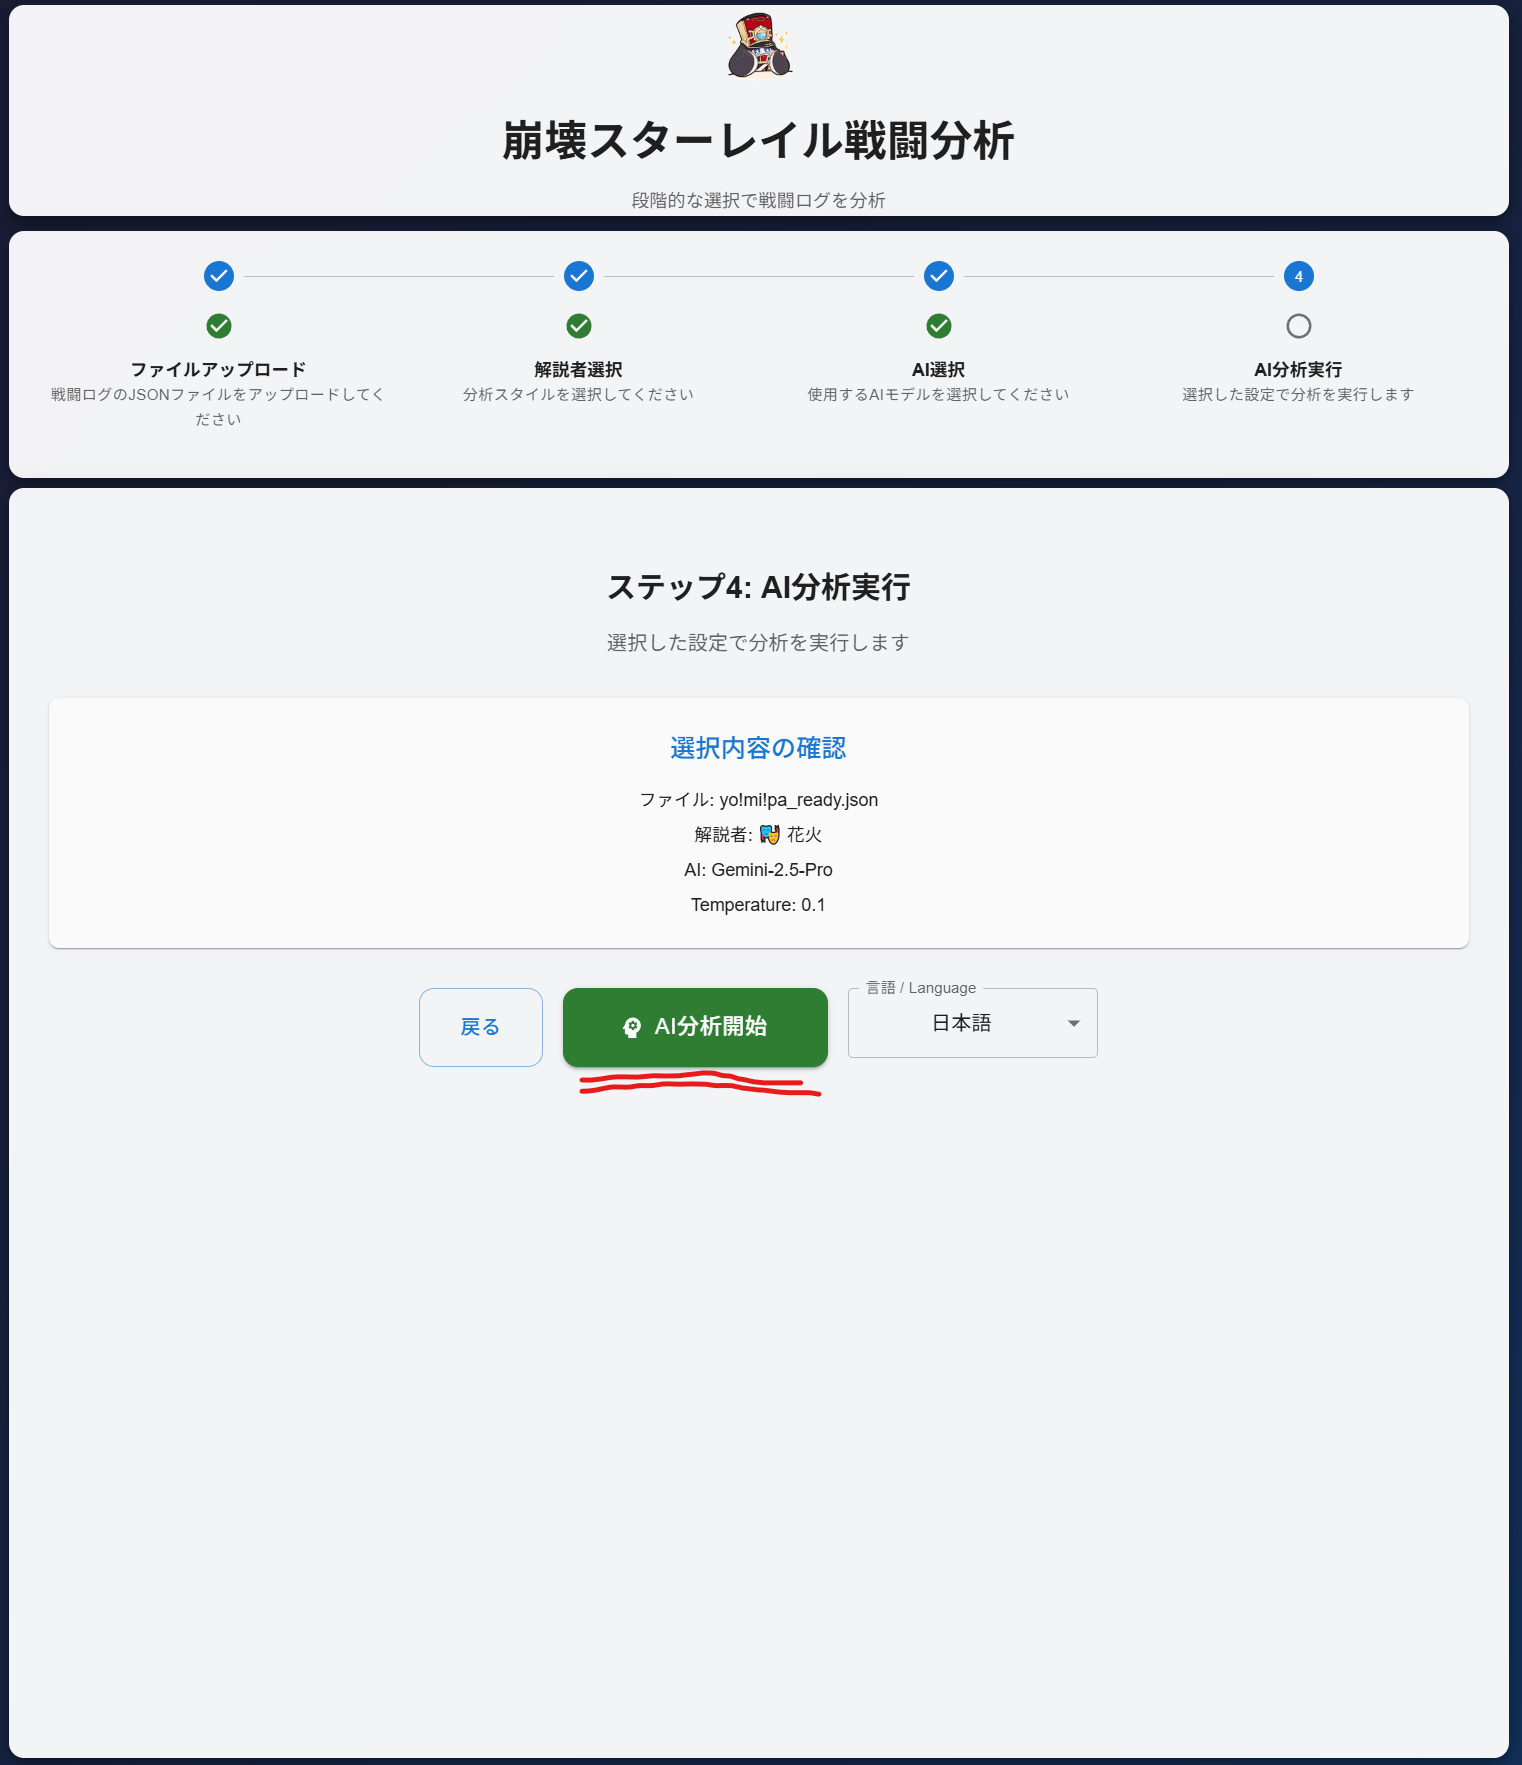 崩壊スターレイル戦闘分析
段階的な選択で戦闘ログを分析
4
ファイルアップロード
戦闘ログのJSONファイルをアップロードしてく
ださい
解説者選択
分析スタイルを選択してください
AI選択
使用するAIモデルを選択してください
AI分析実行
選択した設定で分析を実行します
ステップ4: AI分析実行
選択した設定で分析を実行します
選択内容の確認
ファイル: yo!mi!pa_ready.json
解説者: 🎭 花火
AI: Gemini-2.5-Pro
Temperature: 0.1
戻る
AI分析開始
言語 / Language
日本語